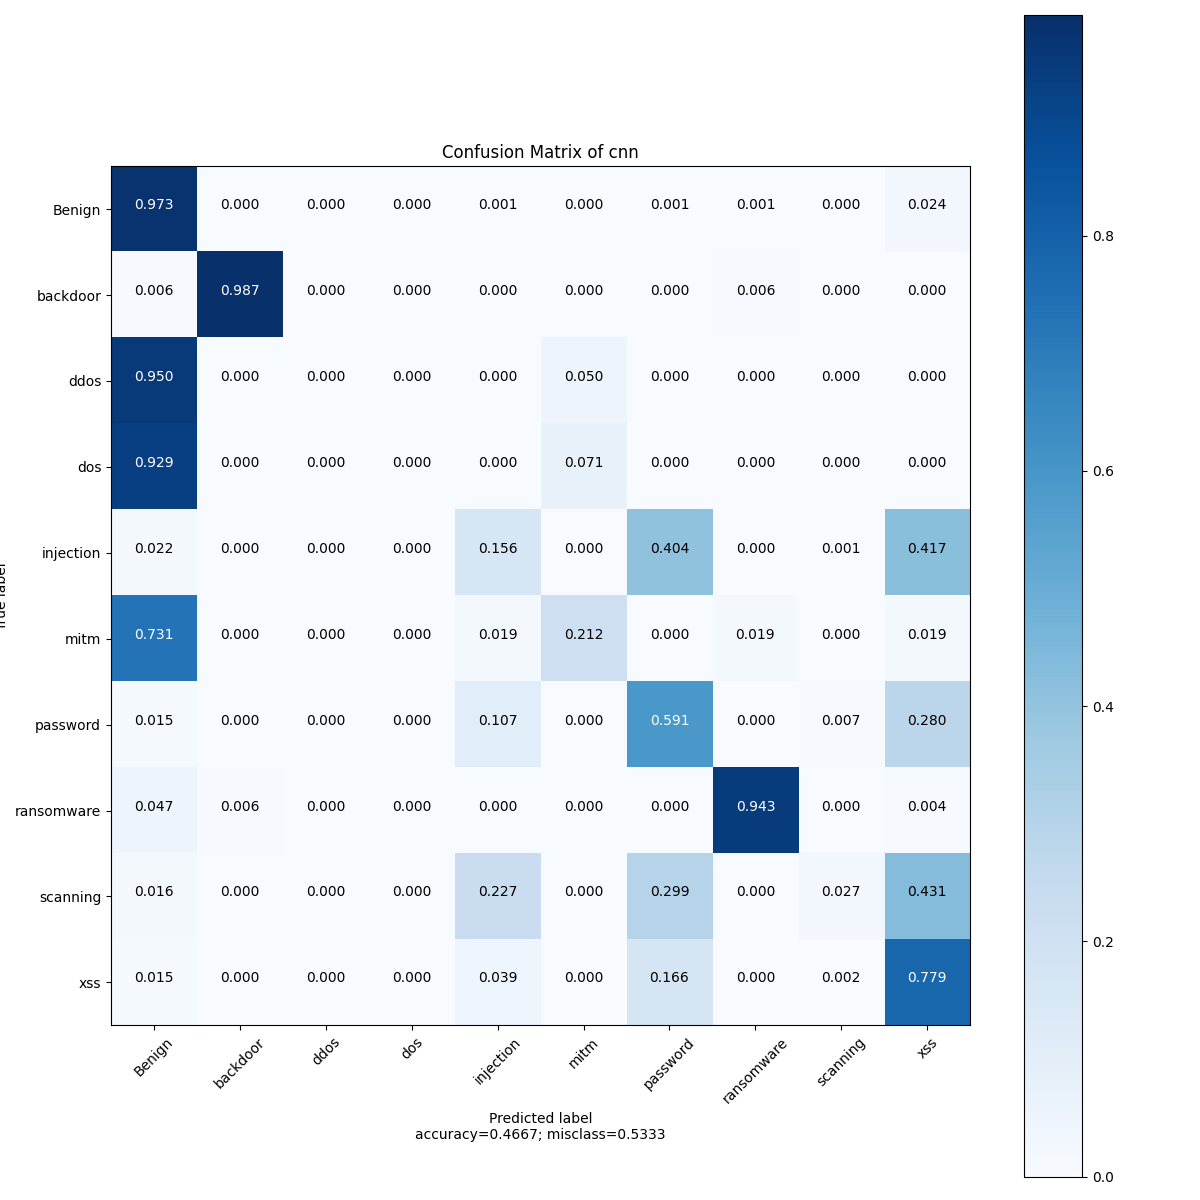 Confusion Matrix of cnn
Benign 0.973 0.000 0.000 0.000 0.001 0.000 0.001 0.001 0.000 0.024
backdoor 0.006 0.987 0.000 0.000 0.000 0.000 0.000 0.006 0.000 0.000
ddos 0.950 0.000 0.000 0.000 0.000 0.050 0.000 0.000 0.000 0.000
dos 0.929 0.000 0.000 0.000 0.000 0.071 0.000 0.000 0.000 0.000
injection 0.022 0.000 0.000 0.000 0.156 0.000 0.404 0.000 0.001 0.417
mitm 0.731 0.000 0.000 0.000 0.019 0.212 0.000 0.019 0.000 0.019
password 0.015 0.000 0.000 0.000 0.107 0.000 0.591 0.000 0.007 0.280
ransomware 0.047 0.006 0.000 0.000 0.000 0.000 0.000 0.943 0.000 0.004
scanning 0.016 0.000 0.000 0.000 0.227 0.000 0.299 0.000 0.027 0.431
xss 0.015 0.000 0.000 0.000 0.039 0.000 0.166 0.000 0.002 0.779
Benign backdoor ddos dos injection mitm password ransomware scanning xss
Predicted label
accuracy=0.4667; misclass=0.5333
True label
0.8
0.6
0.4
0.2
0.0